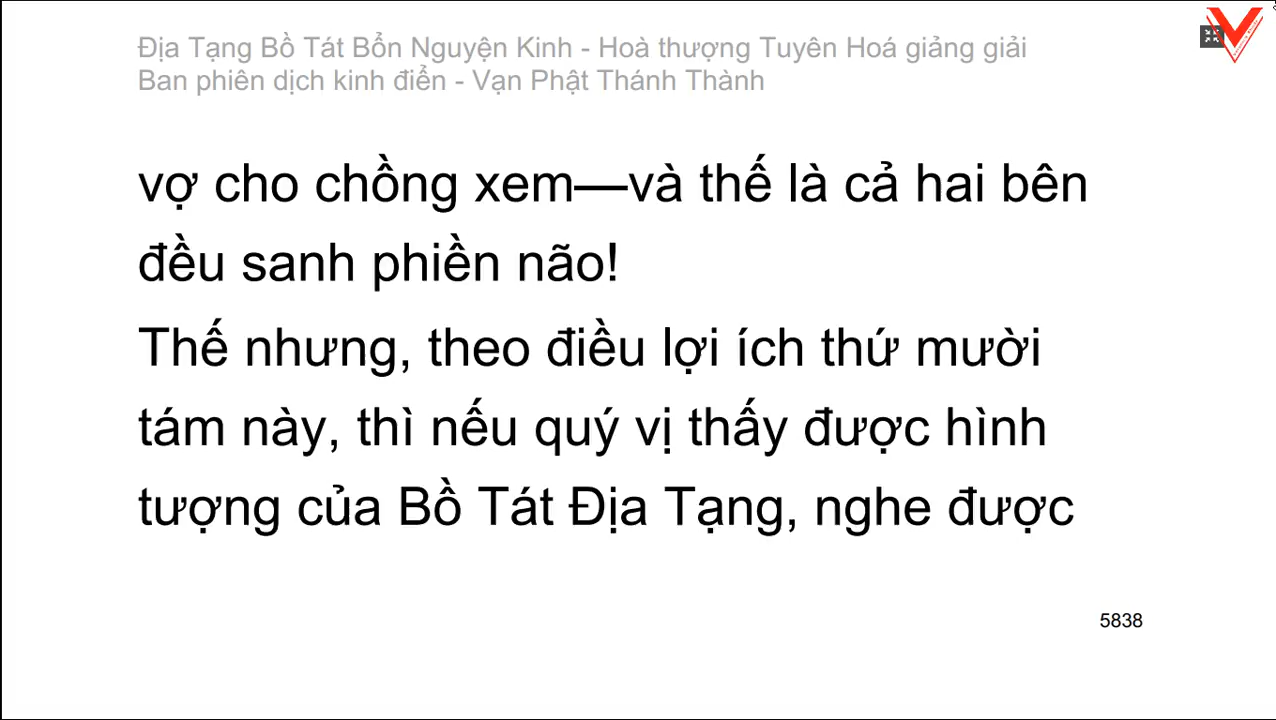 Địa Tạng Bồ Tát Bổn Nguyện Kinh - Hoà thượng Tuyên Hoá giảng giải
Ban phiên dịch kinh điển - Vạn Phật Thánh Thành
vợ cho chồng xem—và thế là cả hai bên
đều sanh phiền não!
Thế nhưng, theo điều lợi ích thứ mười
tám này, thì nếu quý vị thấy được hình
tượng của Bồ Tát Địa Tạng, nghe được
5838